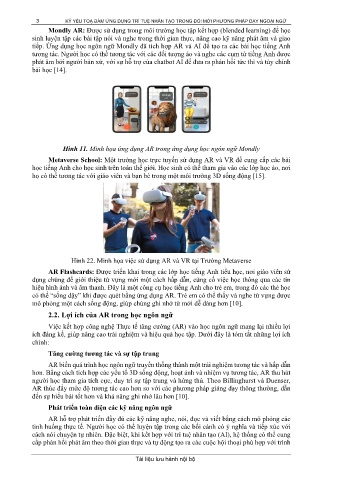 3 KỶ YẾU TỌA ĐÀM ỨNG DỤNG TRÍ TUỆ NHÂN TẠO TRONG ĐỔI MỚI PHƯƠNG PHÁP DẠY NGOẠI NGỮ
Mondly AR: Được sử dụng trong môi trường học tập kết hợp (blended learning) để học
sinh luyện tập các bài tập nói và nghe trong thời gian thực, nâng cao kỹ năng phát âm và giao
tiếp. Ứng dụng học ngôn ngữ Mondly đã tích hợp AR và AI để tạo ra các bài học tiếng Anh
tương tác. Người học có thể tương tác với các đối tượng ảo và nghe các cụm từ tiếng Anh được
phát âm bởi người bản xứ, với sự hỗ trợ của chatbot AI để đưa ra phản hồi tức thì và tùy chỉnh
bài học [14].
Hình 11. Minh họa ứng dụng AR trong ứng dụng học ngôn ngữ Mondly
Metaverse School: Một trường học trực tuyến sử dụng AR và VR để cung cấp các bài
học tiếng Anh cho học sinh trên toàn thế giới. Học sinh có thể tham gia vào các lớp học ảo, nơi
họ có thể tương tác với giáo viên và bạn bè trong một môi trường 3D sống động [15].
Hình 22. Minh họa việc sử dụng AR và VR tại Trường Metaverse
AR Flashcards: Được triển khai trong các lớp học tiếng Anh tiểu học, nơi giáo viên sử
dụng chúng để giới thiệu từ vựng mới một cách hấp dẫn, củng cố việc học thông qua các tín
hiệu hình ảnh và âm thanh. Đây là một công cụ học tiếng Anh cho trẻ em, trong đó các thẻ học
có thể “sống dậy” khi được quét bằng ứng dụng AR. Trẻ em có thể thấy và nghe từ vựng được
mô phỏng một cách sống động, giúp chúng ghi nhớ từ mới dễ dàng hơn [10].
2.2. Lợi ích của AR trong học ngôn ngữ
Việc kết hợp công nghệ Thực tế tăng cường (AR) vào học ngôn ngữ mang lại nhiều lợi
ích đáng kể, giúp nâng cao trải nghiệm và hiệu quả học tập. Dưới đây là tóm tắt những lợi ích
chính:
Tăng cường tương tác và sự tập trung
AR biến quá trình học ngôn ngữ truyền thống thành một trải nghiệm tương tác và hấp dẫn
hơn. Bằng cách tích hợp các yếu tố 3D sống động, hoạt ảnh và nhiệm vụ tương tác, AR thu hút
người học tham gia tích cực, duy trì sự tập trung và hứng thú. Theo Billinghurst và Duenser,
AR thúc đẩy mức độ tương tác cao hơn so với các phương pháp giảng dạy thông thường, dẫn
đến sự hiểu bài tốt hơn và khả năng ghi nhớ lâu hơn [10].
Phát triển toàn diện các kỹ năng ngôn ngữ
AR hỗ trợ phát triển đầy đủ các kỹ năng nghe, nói, đọc và viết bằng cách mô phỏng các
tình huống thực tế. Người học có thể luyện tập trong các bối cảnh có ý nghĩa và tiếp xúc với
cách nói chuyện tự nhiên. Đặc biệt, khi kết hợp với trí tuệ nhân tạo (AI), hệ thống có thể cung
cấp phản hồi phát âm theo thời gian thực và tự động tạo ra các cuộc hội thoại phù hợp với trình
Tài liệu lưu hành nội bộ